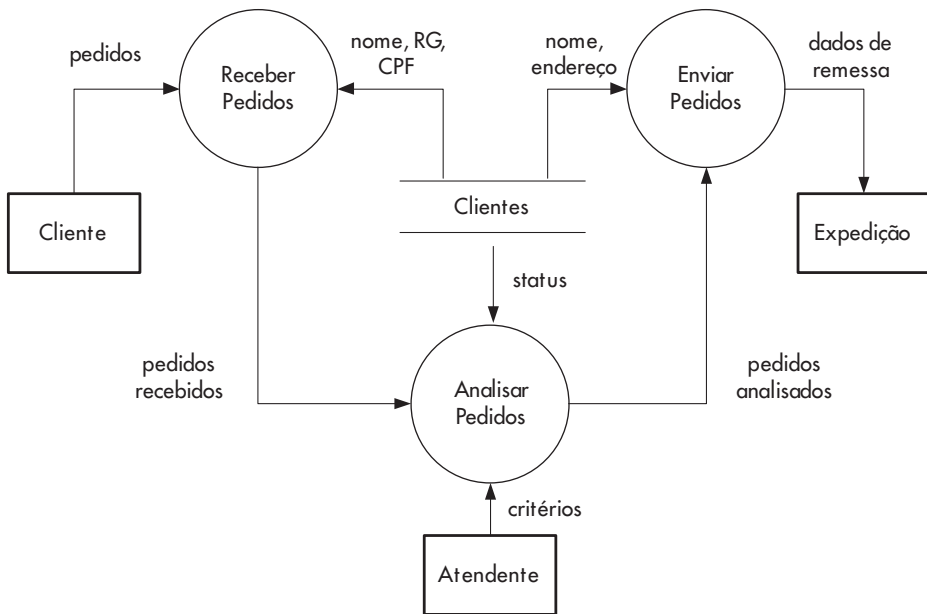 pedidos
Receber
Pedidos
nome, RG,
CPF
nome,
endereço
Enviar
Pedidos
dados de
remessa
Cliente
Clientes
Expedição
status
pedidos
recebidos
Analisar
Pedidos
pedidos
analisados
critérios
Atendente